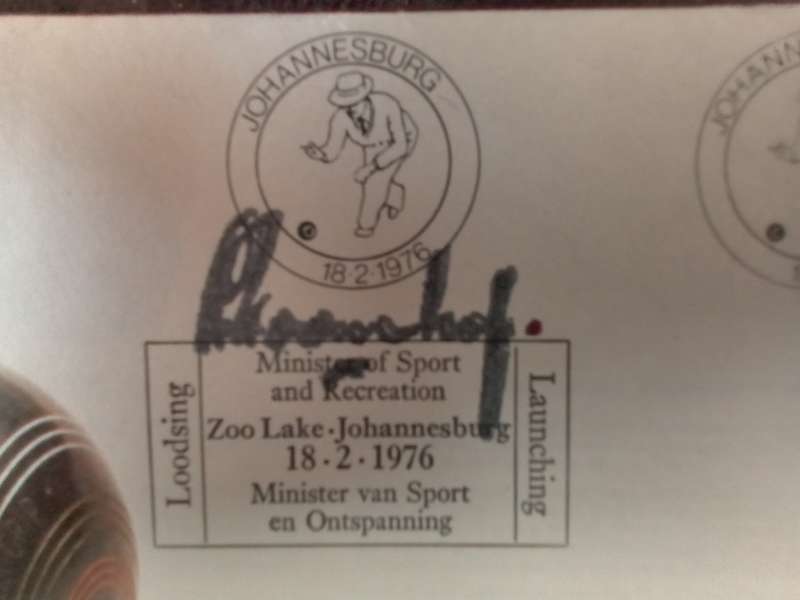 JOHANNESBURG
18·2·1976
JOHANN
Loodsing
Minister of Sport
and Recreation
Zoo Lake·Johannesburg
18·2·1976
Minister van Sport
en Ontspanning
Launching